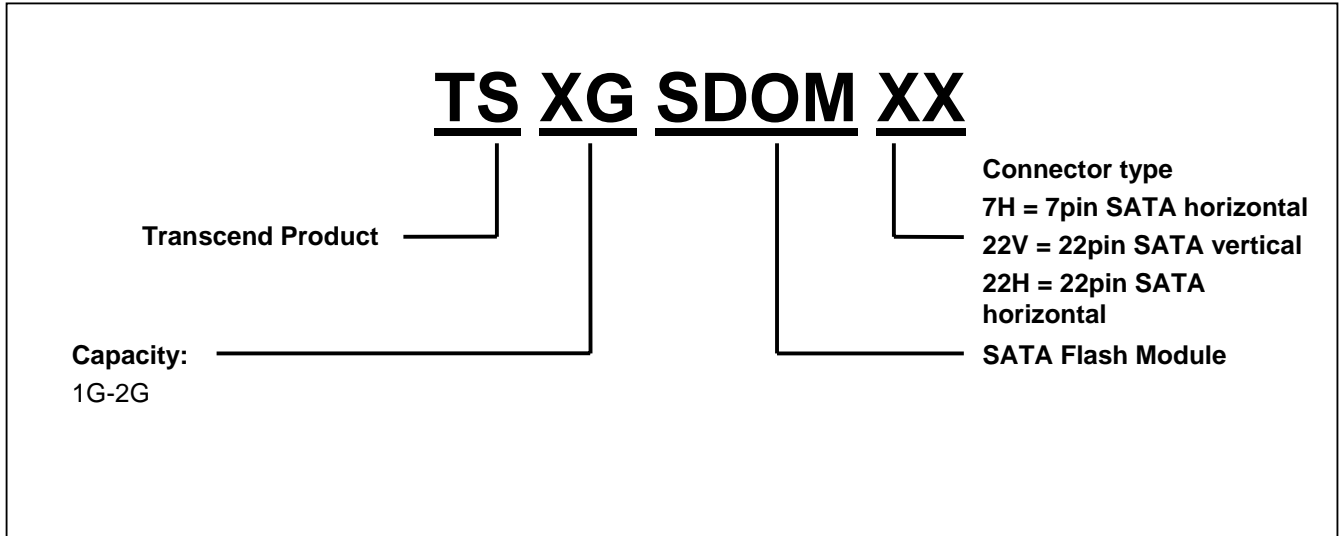 TS XG SDOM XX
Transcend Product
Capacity:
1G-2G
Connector type
7H = 7pin SATA horizontal
22V = 22pin SATA vertical
22H = 22pin SATA
horizontal
SATA Flash Module